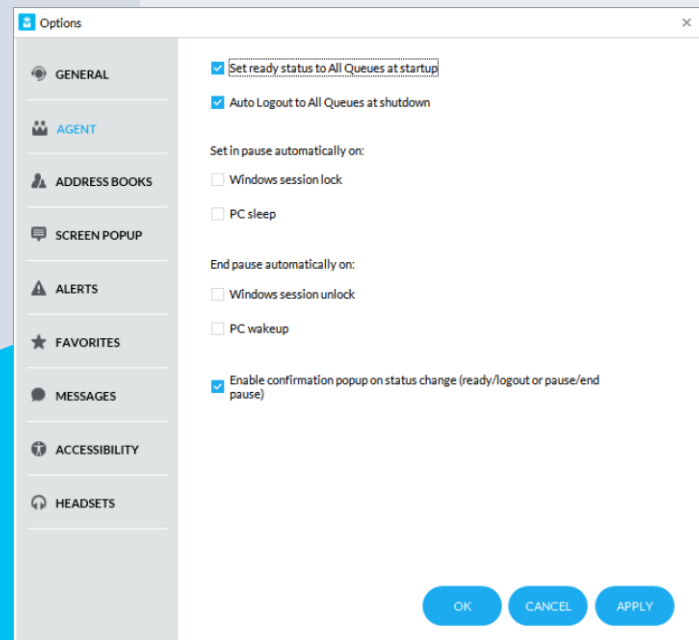 Options
GENERAL
AGENT
ADDRESS BOOKS
SCREEN POPUP
ALERTS
FAVORITES
MESSAGES
ACCESSIBILITY
HEADSETS
Set ready status to All Queues at startup
Auto Logout to All Queues at shutdown
Set in pause automatically on:
Windows session lock
PC sleep
End pause automatically on:
Windows session unlock
PC wakeup
Enable confirmation popup on status change (ready/logout or pause/end
pause)
OK
CANCEL
APPLY